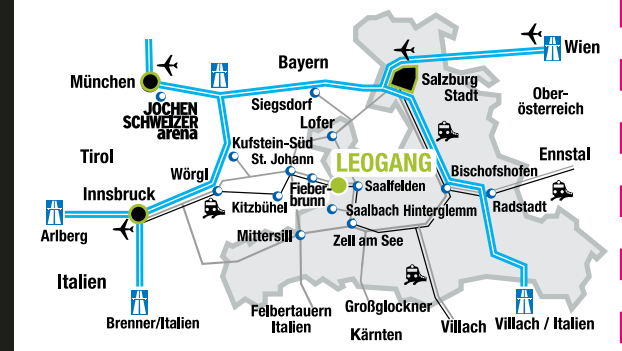 Wien
Bayern
München
Salzburg
Stadt
Siegsdorf
Ober-
österreich
JOCHEN
SCHWEIZER
arena
Lofer
Kufstein-Süd
Tirol
St. Johann
LEOGANG
Ennstal
Wörgl
Bischofshofen
Innsbruck
Fieber-
brunn
Saalfelden
Kitzbühel
Saalbach Hinterglemm
Radstadt
Arlberg
Mittersill
Zell am See
Italien
Felbertauern
Italien
Großglockner
Brenner/Italien
Kärnten
Villach
Villach / Italien